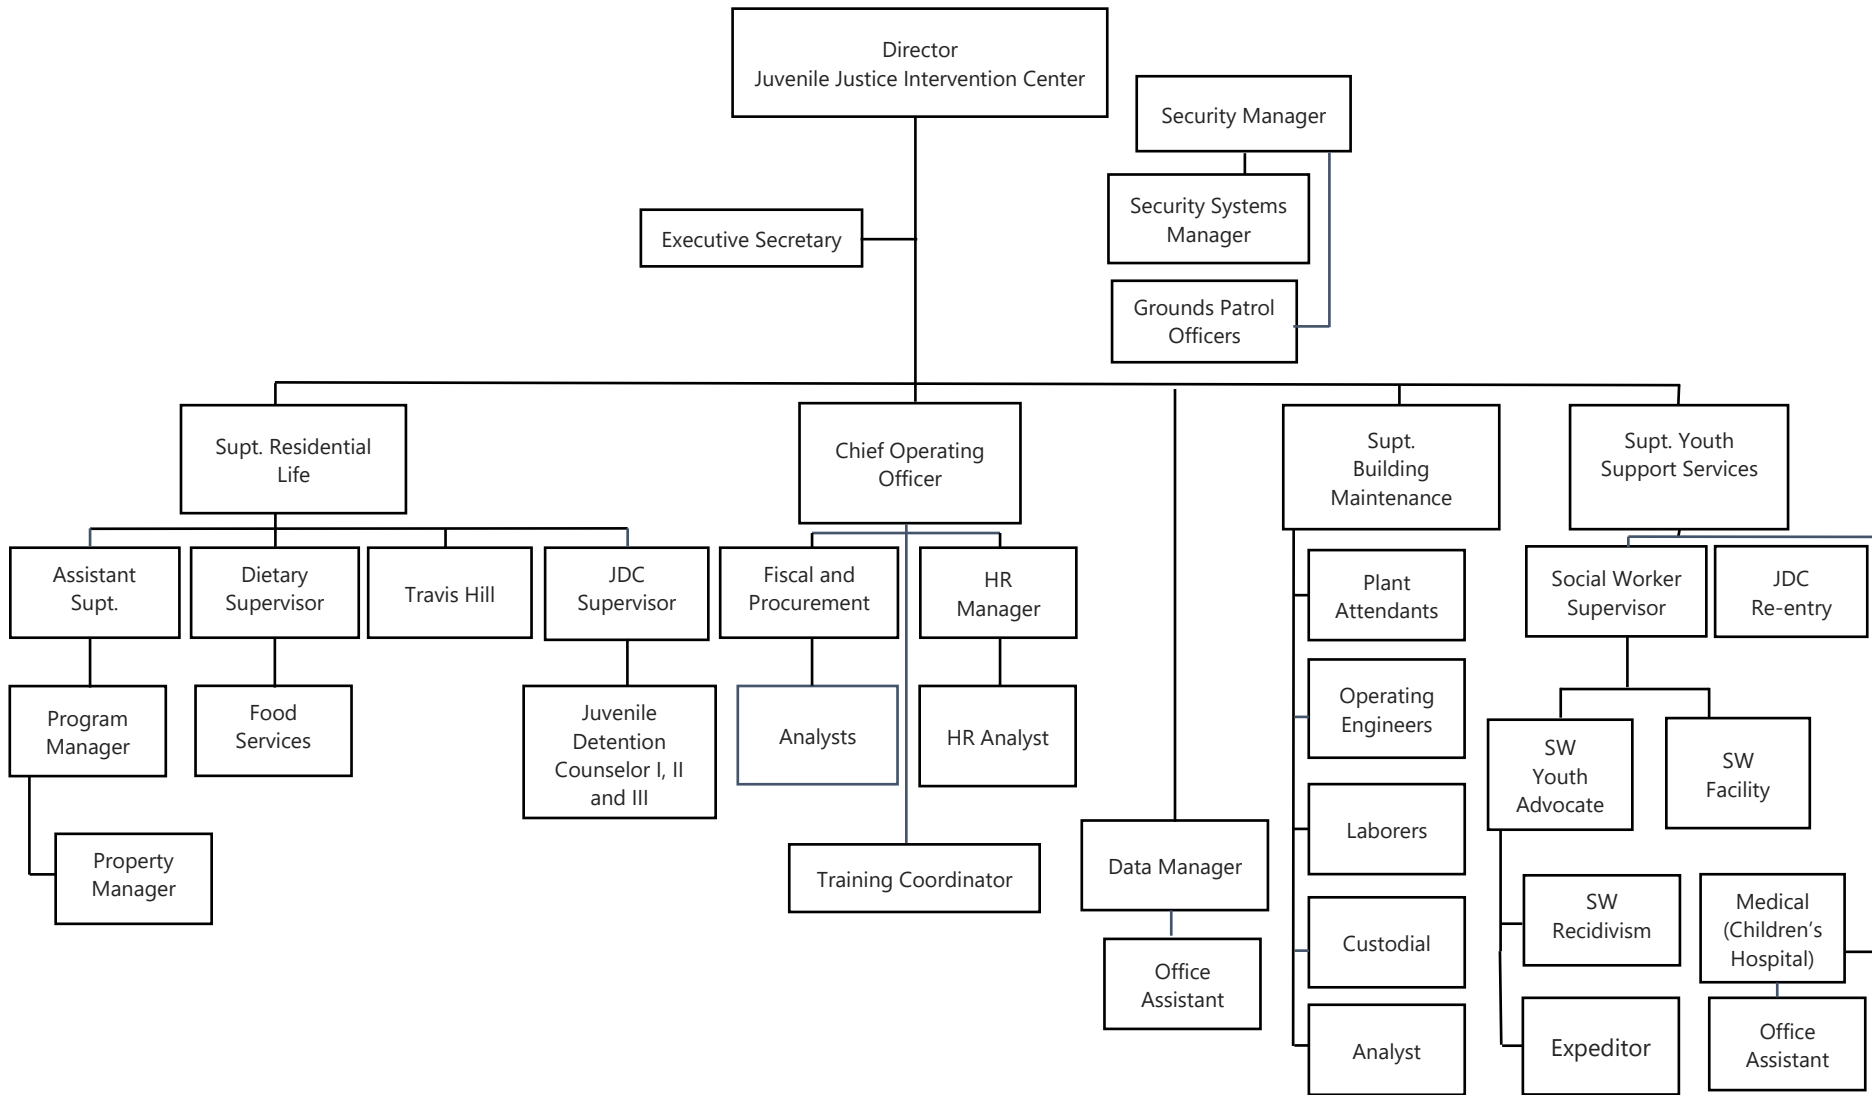 Director
Juvenile Justice Intervention Center
Security Manager
Security Systems
Manager
Executive Secretary
Grounds Patrol
Officers
Supt. Residential
Life
Chief Operating
Officer
Supt.
Building
Maintenance
Supt. Youth
Support Services
Assistant
Supt.
Dietary
Supervisor
Travis Hill
JDC
Supervisor
Fiscal and
Procurement
HR
Manager
Plant
Attendants
Social Worker
Supervisor
JDC
Re-entry
Program
Manager
Food
Services
Juvenile
Detention
Counselor I, II
and III
Analysts
HR Analyst
Operating
Engineers
SW
Youth
Advocate
SW
Facility
Property
Manager
Training Coordinator
Data Manager
Laborers
SW
Recidivism
Medical
(Children's
Hospital)
Office
Assistant
Custodial
Analyst
Expeditor
Office
Assistant